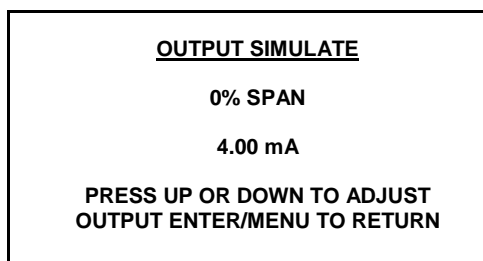 OUTPUT SIMULATE
0% SPAN
4.00 mA
PRESS UP OR DOWN TO ADJUST
OUTPUT ENTER/MENU TO RETURN